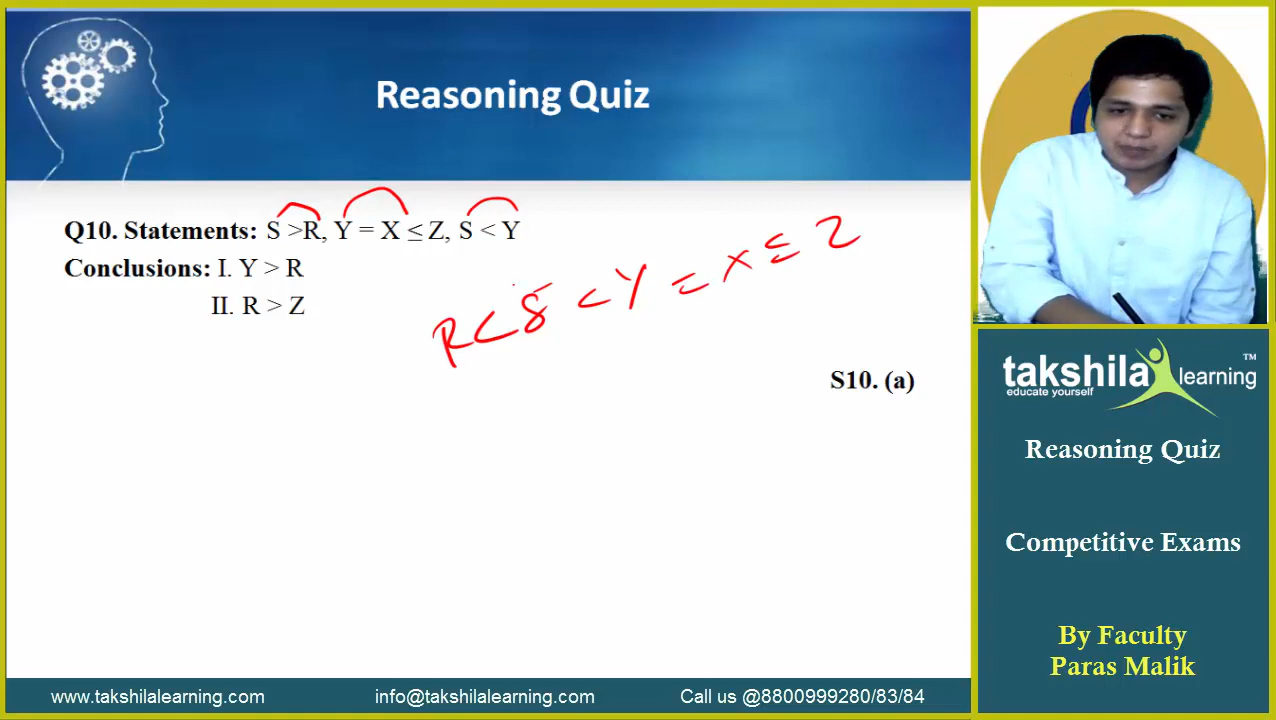 Reasoning Quiz
Q10. Statements: S >R, Y = X ≤ Z, S < Y
Conclusions: I. Y > R
II. R > Z
R < S < Y = X ≤ Z
S10. (a)
takshila learning ™
educate yourself
Reasoning Quiz
Competitive Exams
By Faculty
Paras Malik
www.takshilalearning.com
info@takshilalearning.com
Call us @8800999280/83/84